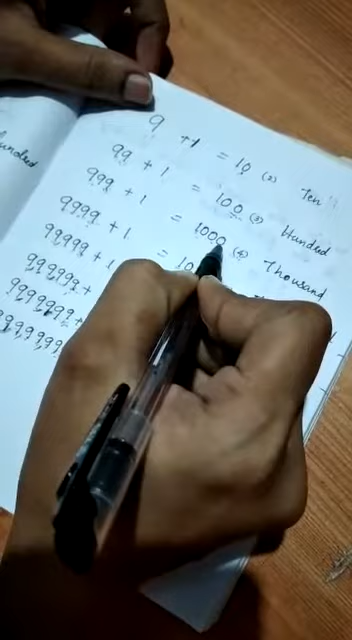 9 +1 = 10 (2) Ten
99 + 1 = 100 (3) Hundred
999 + 1 = 1000 (4) Thousand
9999 + 1 = 10
99999 + 1
999999 +
9999999 +
99999999